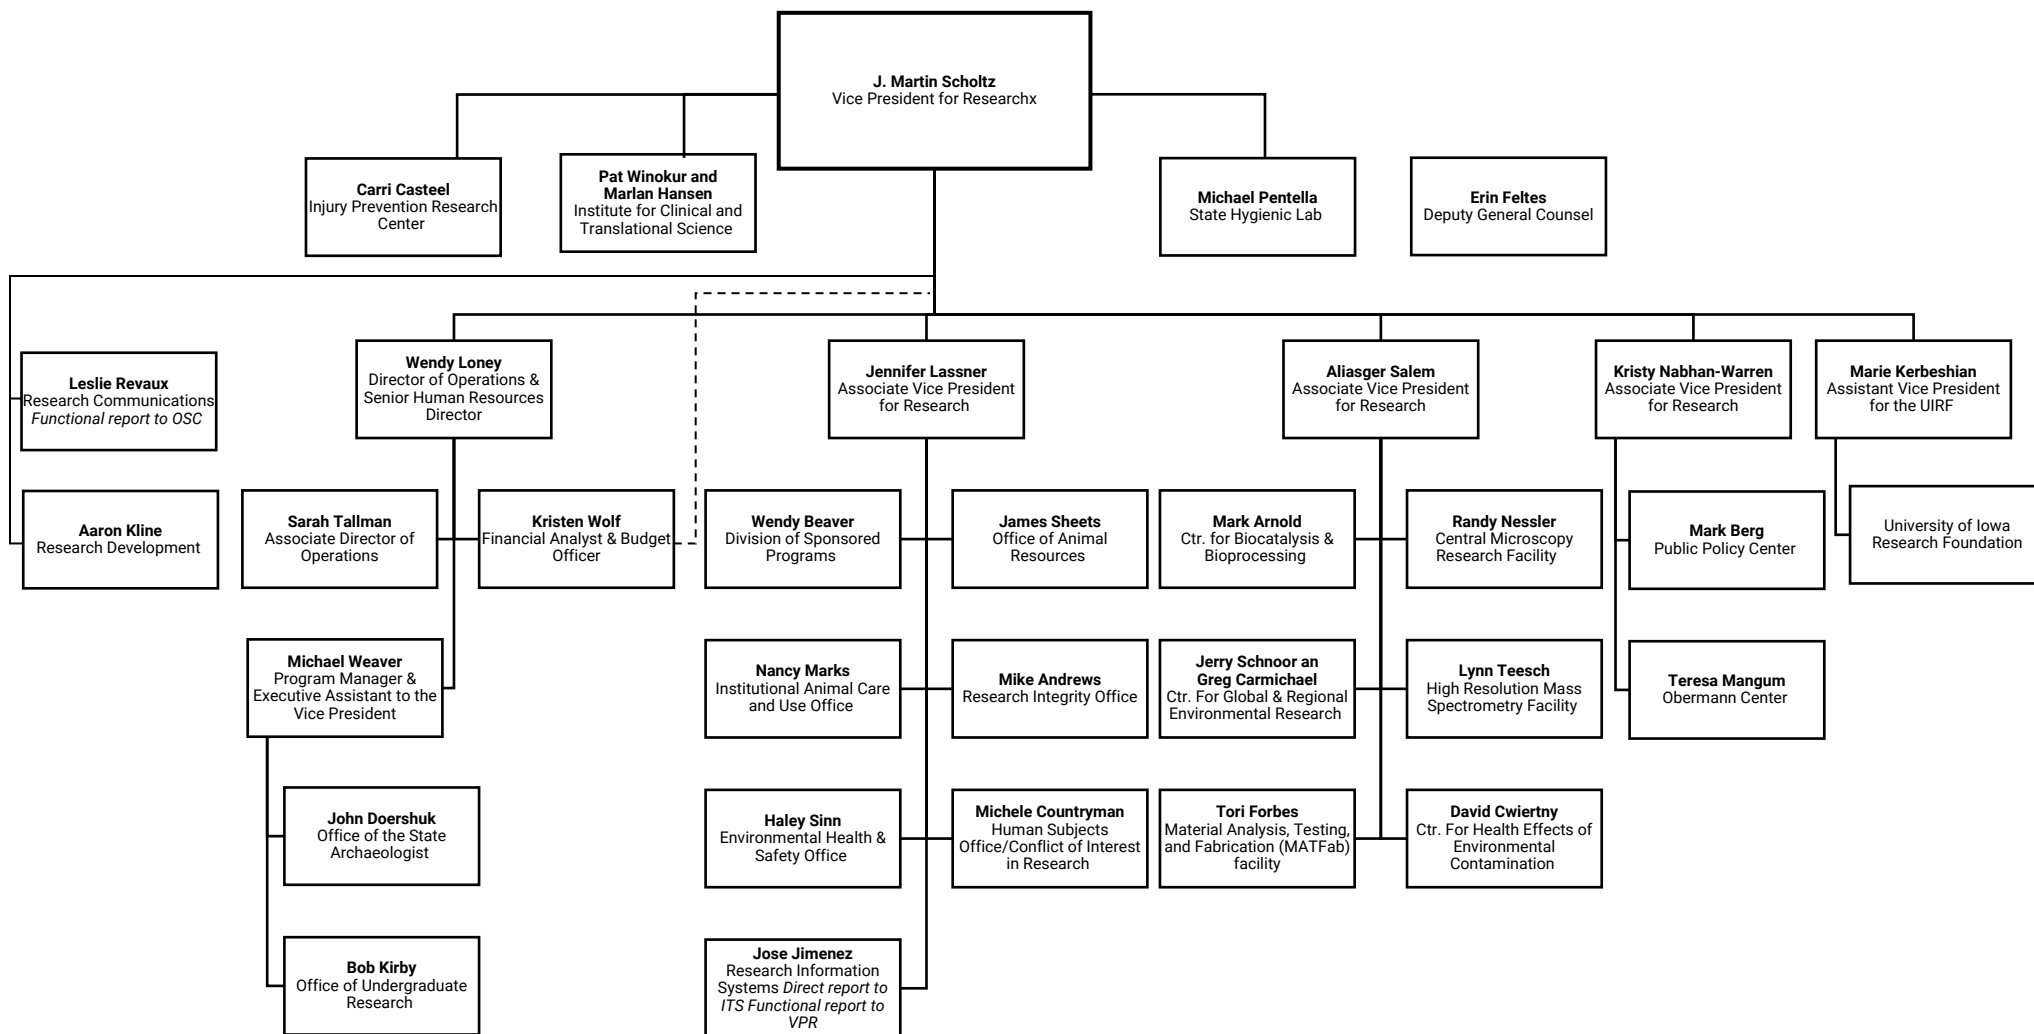 J. Martin Scholtz
Vice President for Researchx
Carri Casteel
Injury Prevention Research
Center
Pat Winokur and
Marlan Hansen
Institute for Clinical and
Translational Science
Michael Pentella
State Hygienic Lab
Erin Feltes
Deputy General Counsel
Leslie Revaux
Research Communications
Functional report to OSC
Wendy Loney
Director of Operations &
Senior Human Resources
Director
Jennifer Lassner
Associate Vice President
for Research
Aliasger Salem
Associate Vice President
for Research
Kristy Nabhan-Warren
Associate Vice President
for Research
Marie Kerbeshian
Assistant Vice President
for the UIRF
Aaron Kline
Research Development
Sarah Tallman
Associate Director of
Operations
Kristen Wolf
Financial Analyst & Budget
Officer
Wendy Beaver
Division of Sponsored
Programs
James Sheets
Office of Animal
Resources
Mark Arnold
Ctr. for Biocatalysis &
Bioprocessing
Randy Nessler
Central Microscopy
Research Facility
Mark Berg
Public Policy Center
University of Iowa
Research Foundation
Michael Weaver
Program Manager &
Executive Assistant to the
Vice President
Nancy Marks
Institutional Animal Care
and Use Office
Mike Andrews
Research Integrity Office
Jerry Schnoor an
Greg Carmichael
Ctr. For Global & Regional
Environmental Research
Lynn Teesch
High Resolution Mass
Spectrometry Facility
Teresa Mangum
Obermann Center
John Doershuk
Office of the State
Archaeologist
Haley Sinn
Environmental Health &
Safety Office
Michele Countryman
Human Subjects
Office/Conflict of Interest
in Research
Tori Forbes
Material Analysis, Testing,
and Fabrication (MATFab)
facility
David Cwiertny
Ctr. For Health Effects of
Environmental
Contamination
Bob Kirby
Office of Undergraduate
Research
Jose Jimenez
Research Information
Systems Direct report to
ITS Functional report to
VPR